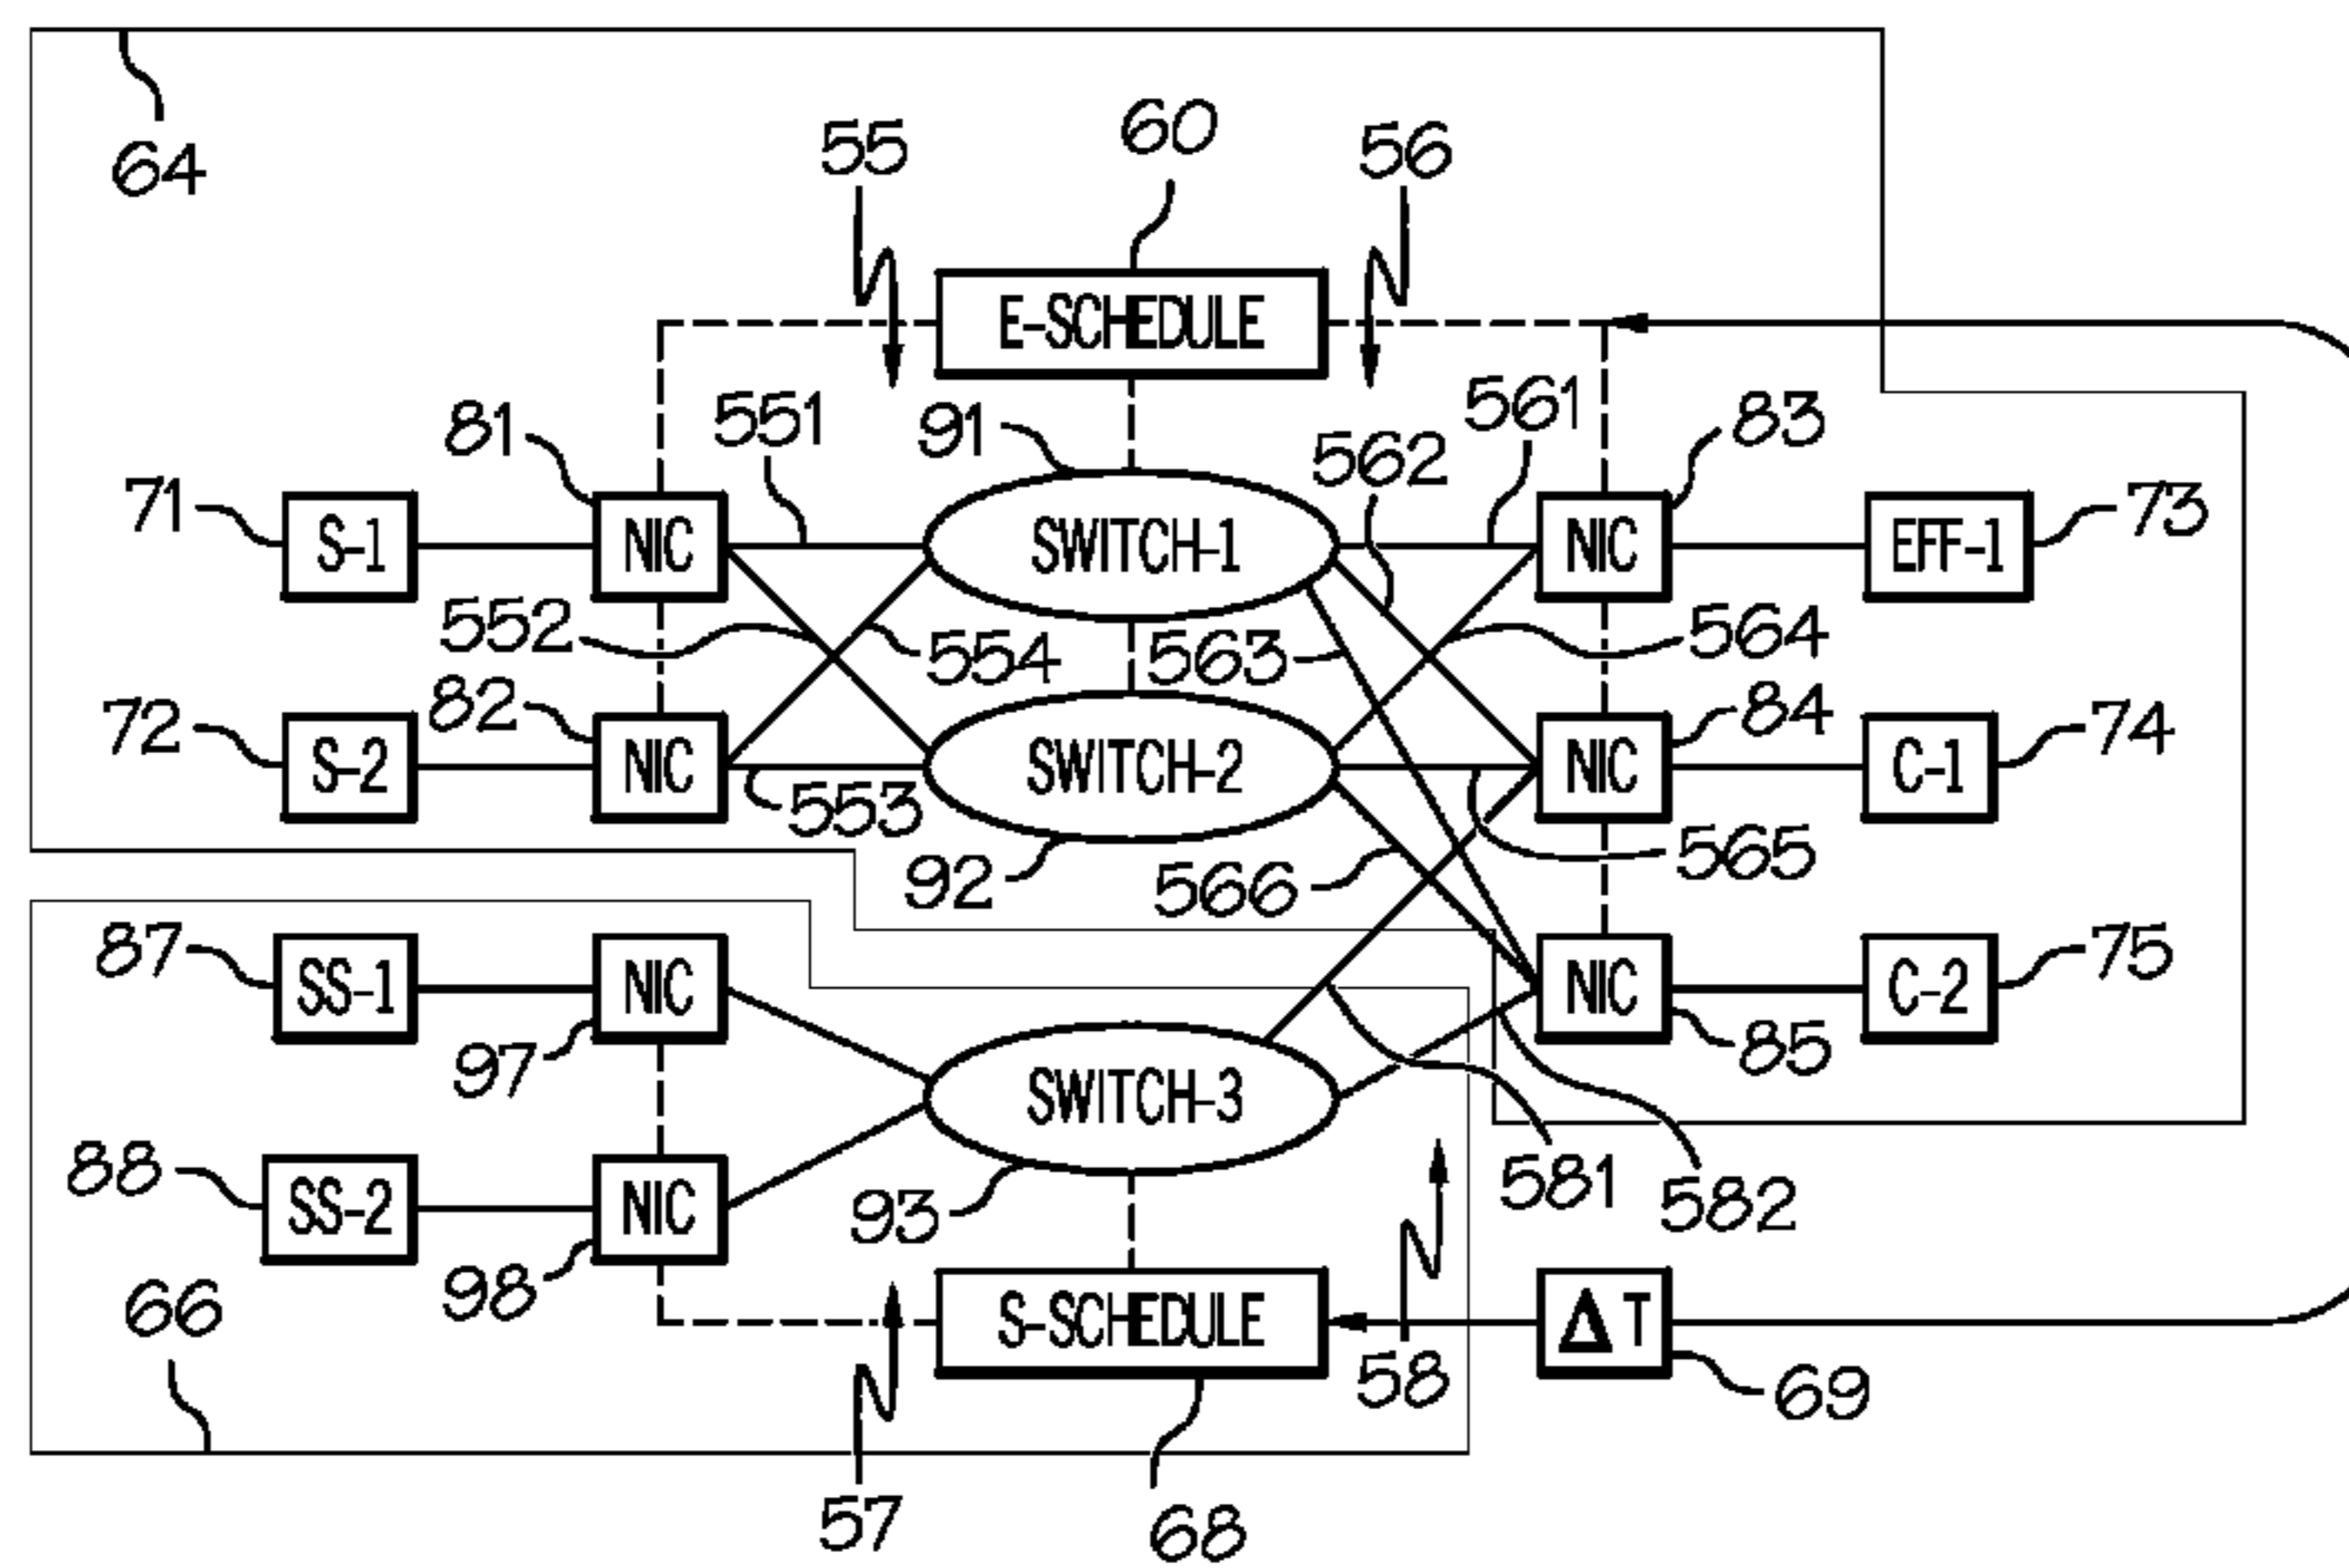 64
55 60 56
E-SCHEDULE
81 551 91 562 561 83
71 S-1 NIC SWITCH-1 NIC EFF-1 73
552 554 563 564
72 82 84 74
S-2 NIC SWITCH-2 NIC C-1
553 92 566 565
87 SS-1 NIC NIC C-2 75
97 SWITCH-3 85
88 SS-2 NIC 93 581 582
98
66 S-SCHEDULE 58 Δ T 69
57 68